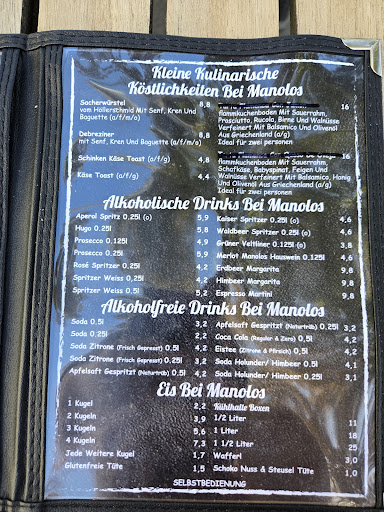 Kleine Kulinarische
Köstlichkeiten Bei Manolos
Sacherwürstel 8,8
vom Hollerschmid Mit Senf, Kren Und
Baguette (a/f/m/o)
Debreziner 8,8
mit Senf, Kren Und Baguette (a/f/m/o)
Schinken Käse Toast (a/f/g) 4,8
Käse Toast (a/f/g) 4,4
16
flammkuchenboden Mit Sauerrahm,
Prosciutto, Rucola, Birne Und Walnüsse
Verfeinert Mit Balsamico Und Olivenöl
Aus Griechenland (a/g)
Ideal für zwei personen
16
flammkuchenboden Mit Sauerrahm,
Schafkäse, Babyspinat, Feigen Und
Walnüsse Verfeinert Mit Balsamico, Honig
Und Olivenöl Aus Griechenland (a/g)
Ideal für zwei personen
Alkoholische Drinks Bei Manolos
Aperol Spritz 0,25l (o) 5,9
Hugo 0,25l 5,8
Prosecco 0,125l 4,9
Prosecco 0,25l 5,9
Rosé Spritzer 0,25l 4,2
Spritzer Weiss 0,25l 4,2
Spritzer Weiss 0,5l 5,2
Kaiser Spritzer 0,25l (o) 4,6
Waldbeer Spritzer 0,25l (o) 4,6
Grüner Veltliner 0,125l (o) 3,8
Merlot Manolos Hauswein 0,125l 4,6
Erdbeer Margarita 9,8
Himbeer Margarita 9,8
Espresso Martini 9,8
Alkoholfreie Drinks Bei Manolos
Soda 0,5l 3,2
Soda 0,25l 2,2
Soda Zitrone (Frisch Gepresst) 0,5l 4,2
Soda Zitrone (Frisch Gepresst) 0,25l 3,2
Apfelsaft Gespritzt (Naturtrüb) 0,5l 4,2
Apfelsaft Gespritzt (Naturtrüb) 0,25l 3,2
Coca Cola (Regular & Zero) 0,5l 4,2
Eistee (Zitrone & Pfirsich) 0,5l 4,2
Soda Holunder/ Himbeer 0,5l 4,2
Soda Holunder/ Himbeer 0,25l 3,1
Eis Bei Manolos
1 Kugel 2,2
2 Kugeln 3,9
3 Kugeln 5,6
4 Kugeln 7,3
Jede Weitere Kugel 1,7
Glutenfreie Tüte 1,5
Kühlhalte Boxen
1/2 Liter 11
1 Liter 18
1 1/2 Liter 25
Wafferl 3,0
Schoko Nuss & Steusel Tüte 1,0
SELBSTBEDIENUNG